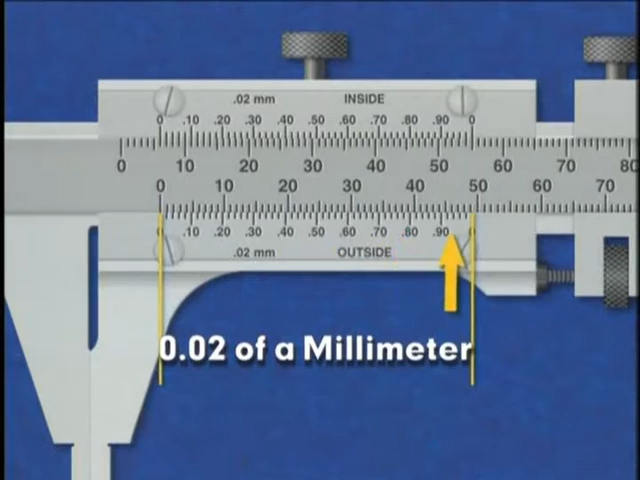 .02 mm INSIDE
0 .10 .20 .30 .40 .50 .60 .70 .80 .90 0
0 10 20 30 40 50 60 70 80
0 10 20 30 40 50 60 70
0 .10 .20 .30 .40 .50 .60 .70 .80 .90 0
.02 mm OUTSIDE
0.02 of a Millimeter